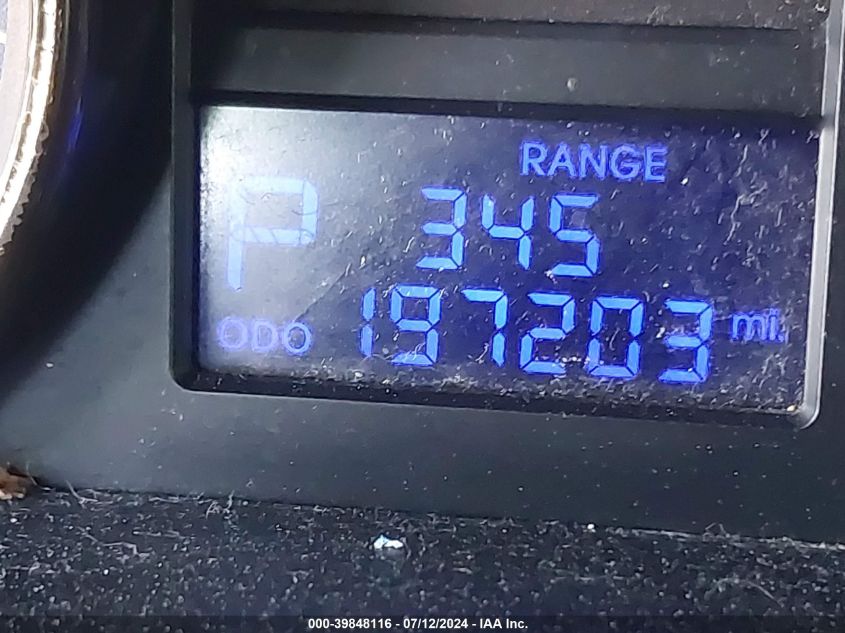 RANGE
P 345
ODO 197203 mi.
000-39848116 - 07/12/2024 - IAA Inc.